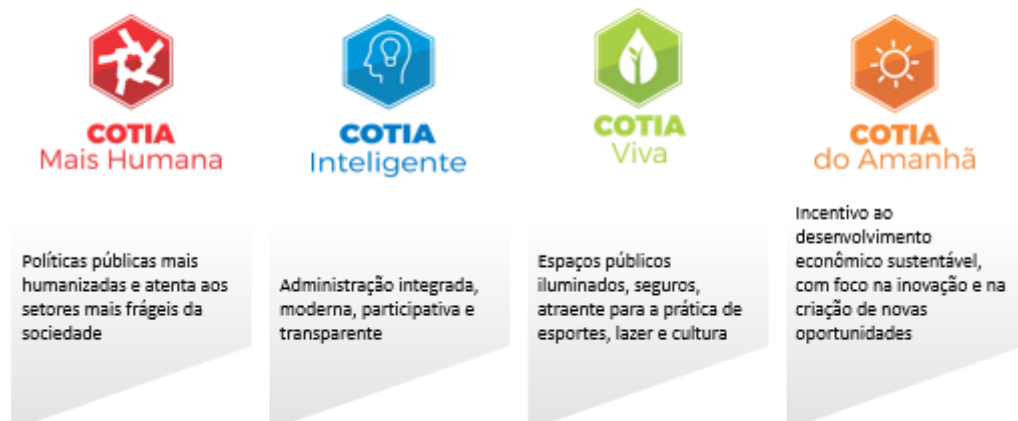 COTIA
Mais Humana
Políticas públicas mais
humanizadas e atenta aos
setores mais frágeis da
sociedade
COTIA
Inteligente
Administração integrada,
moderna, participativa e
transparente
COTIA
Viva
Espaços públicos
iluminados, seguros,
atraente para a prática de
esportes, lazer e cultura
COTIA
do Amanhã
Incentivo ao
desenvolvimento
econômico sustentável,
com foco na inovação e na
criação de novas
oportunidades